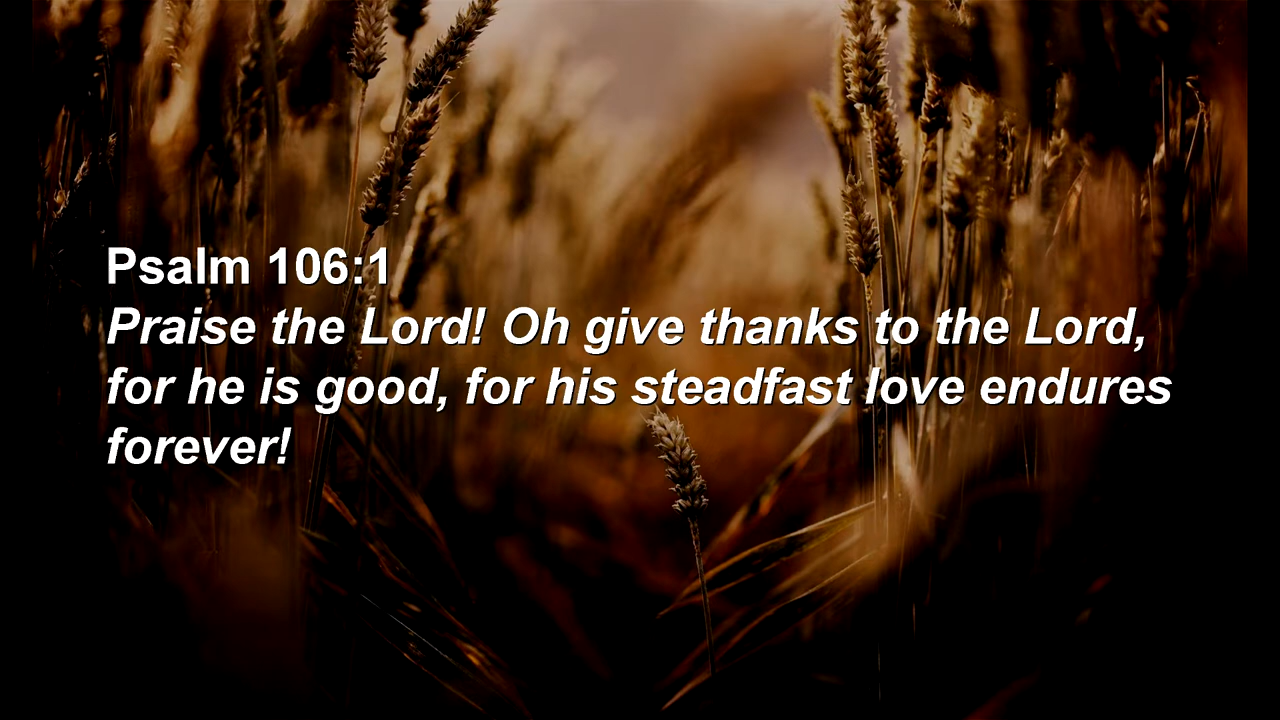 Psalm 106:1
Praise the Lord! Oh give thanks to the Lord,
for he is good, for his steadfast love endures
forever!